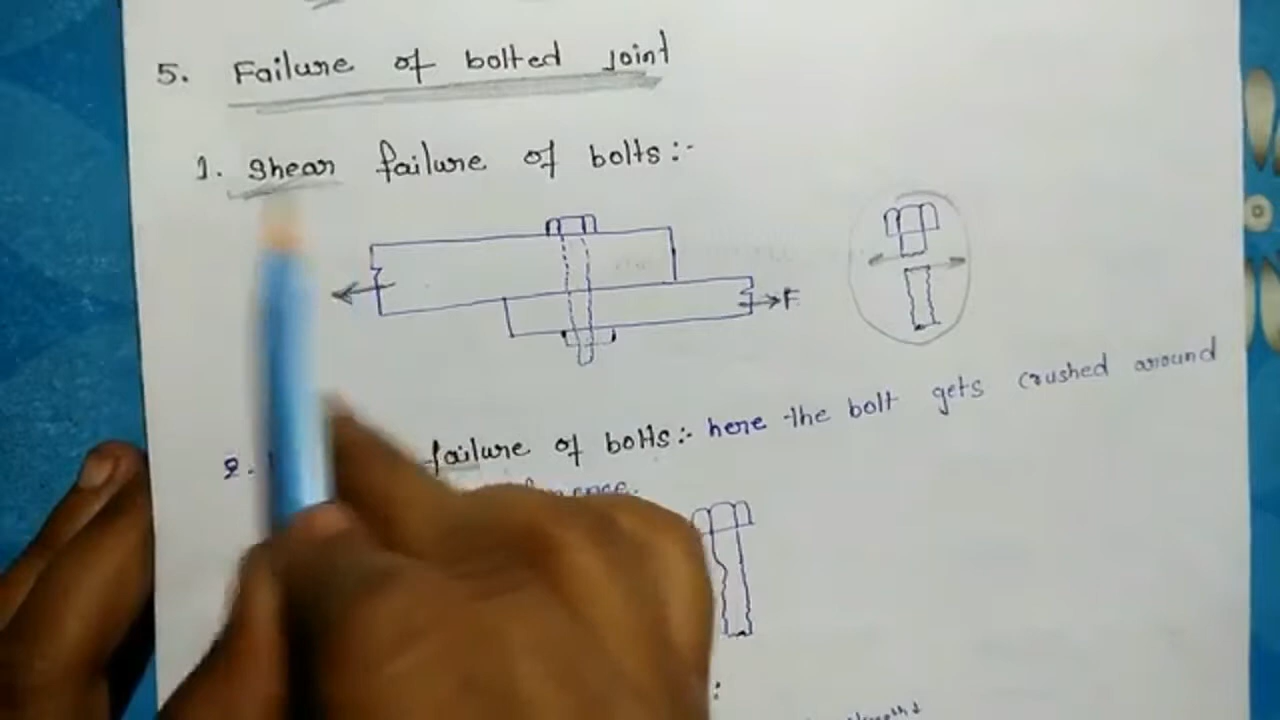 5. Failure of bolted joint
1. Shear failure of bolts:-
F
2. failure of bolts:- here the bolt gets crushed around